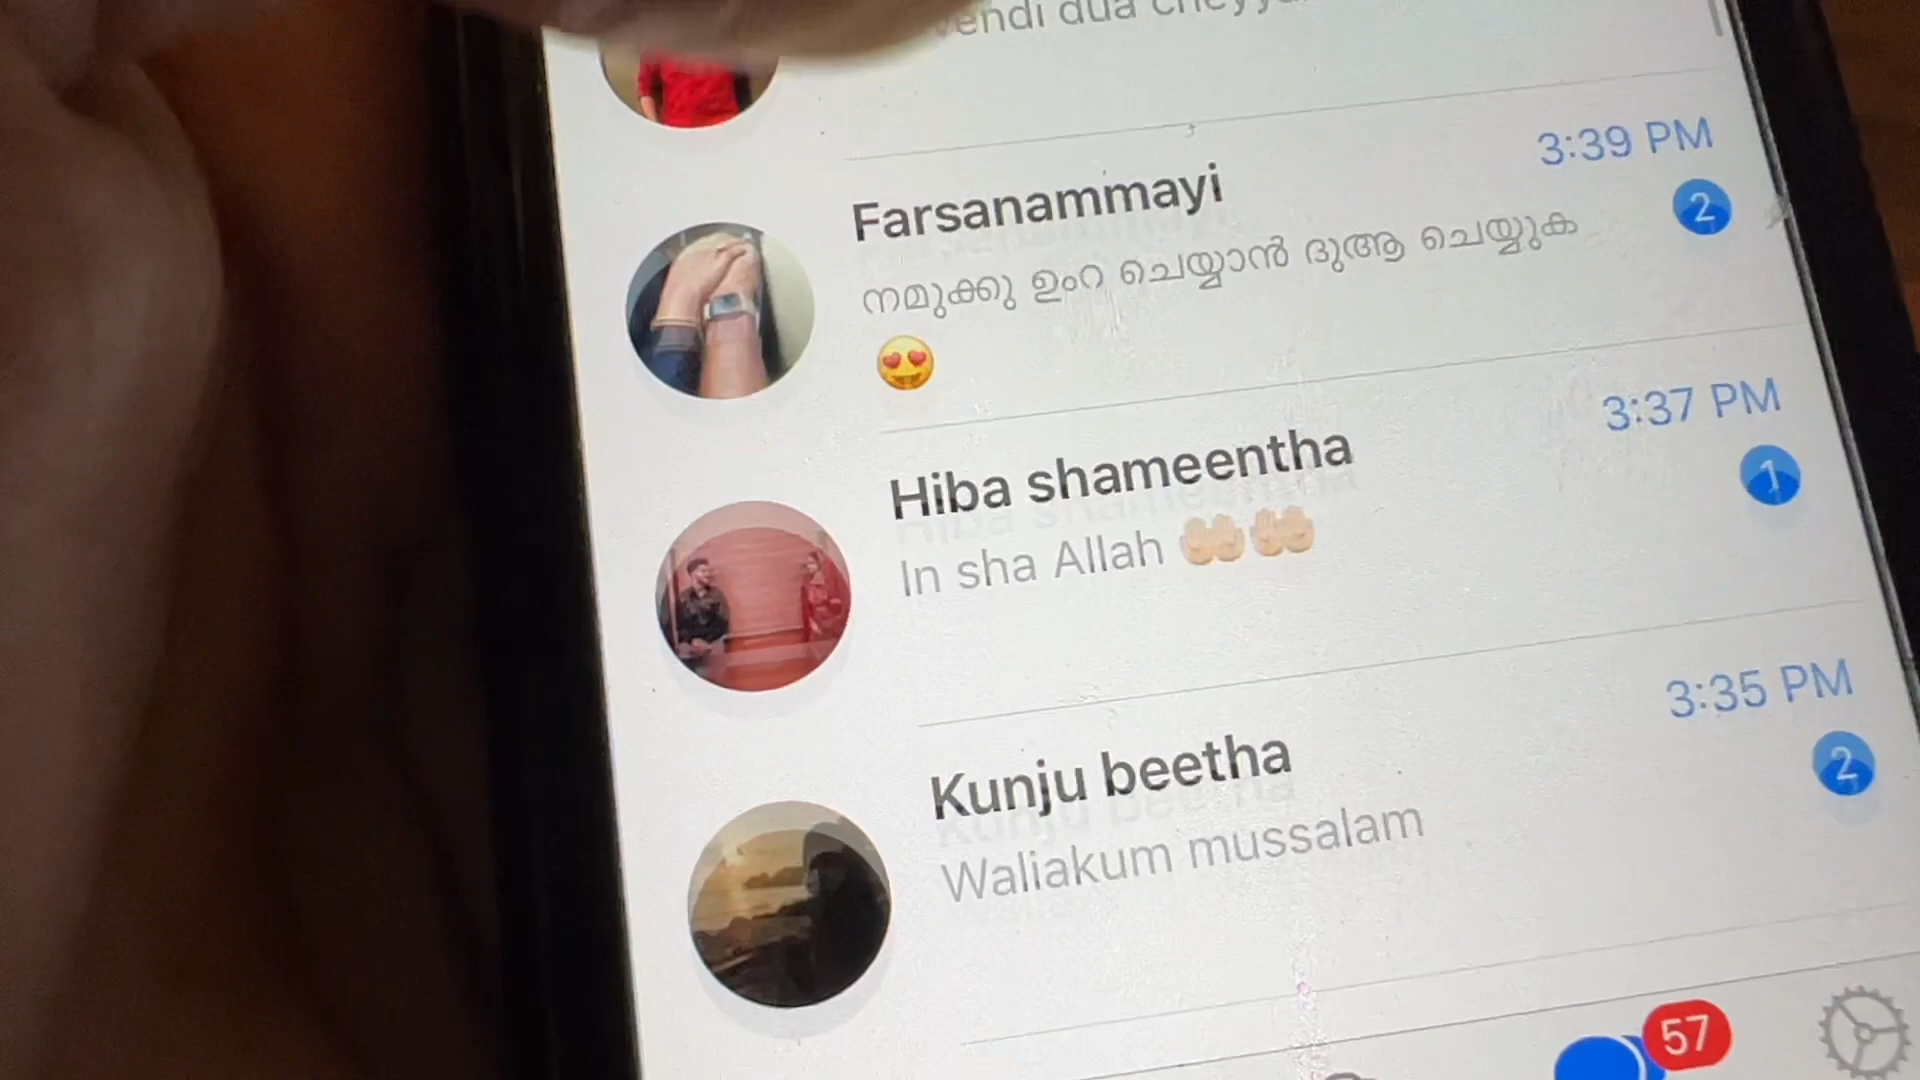 dua
3:39 PM
Farsanammayi
2
നമുക്കു ഉംറ ചെയ്യാൻ ദുആ ചെയ്യുക
😍
3:37 PM
Hiba shameentha
1
In sha Allah 🤲🏻🤲🏻
3:35 PM
Kunju beetha
2
Waliakum mussalam
57